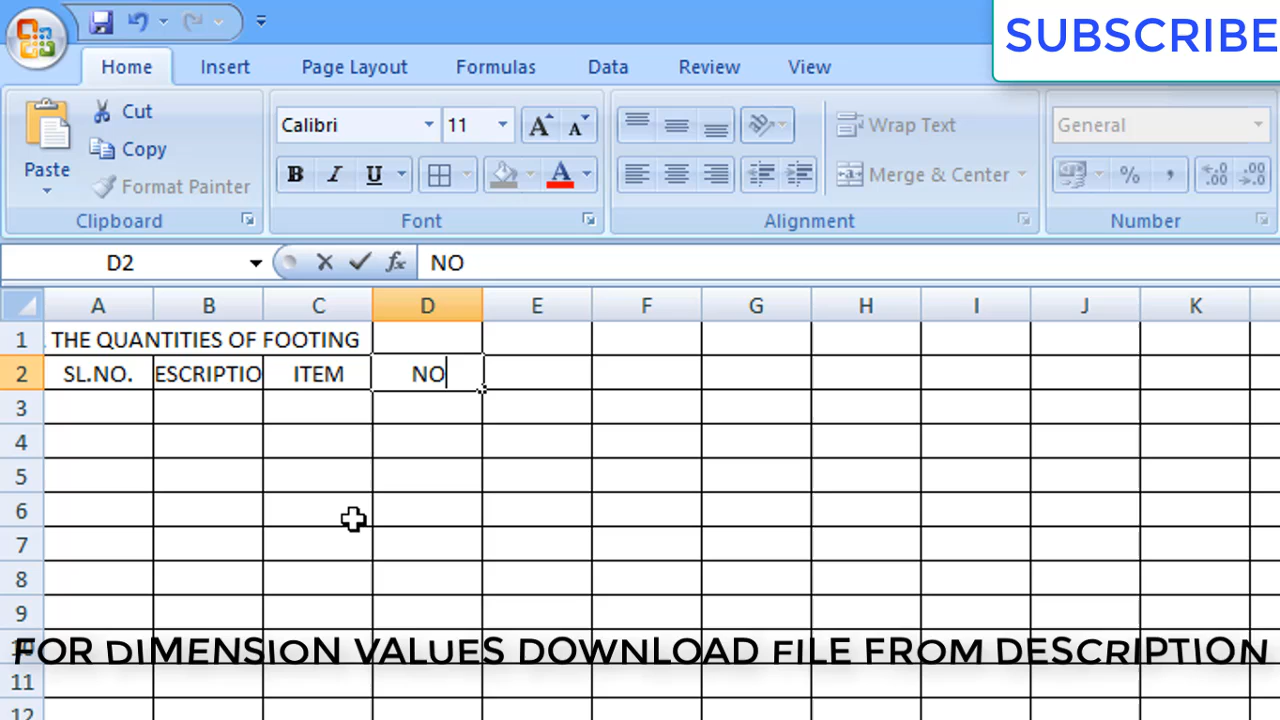 SUBSCRIBE
Home Insert Page Layout Formulas Data Review View
Cut
Calibri 11 Wrap Text General
Copy
Paste B I U A Merge & Center % , .00
Format Painter
Clipboard Font Alignment Number
D2 fx NO
A B C D E F G H I J K
1 THE QUANTITIES OF FOOTING
2 SL.NO. ESCRIPTIO ITEM NO
3
4
5
6
7
8
9
FOR DIMENSION VALUES DOWNLOAD FILE FROM DESCRIPTION
11
12